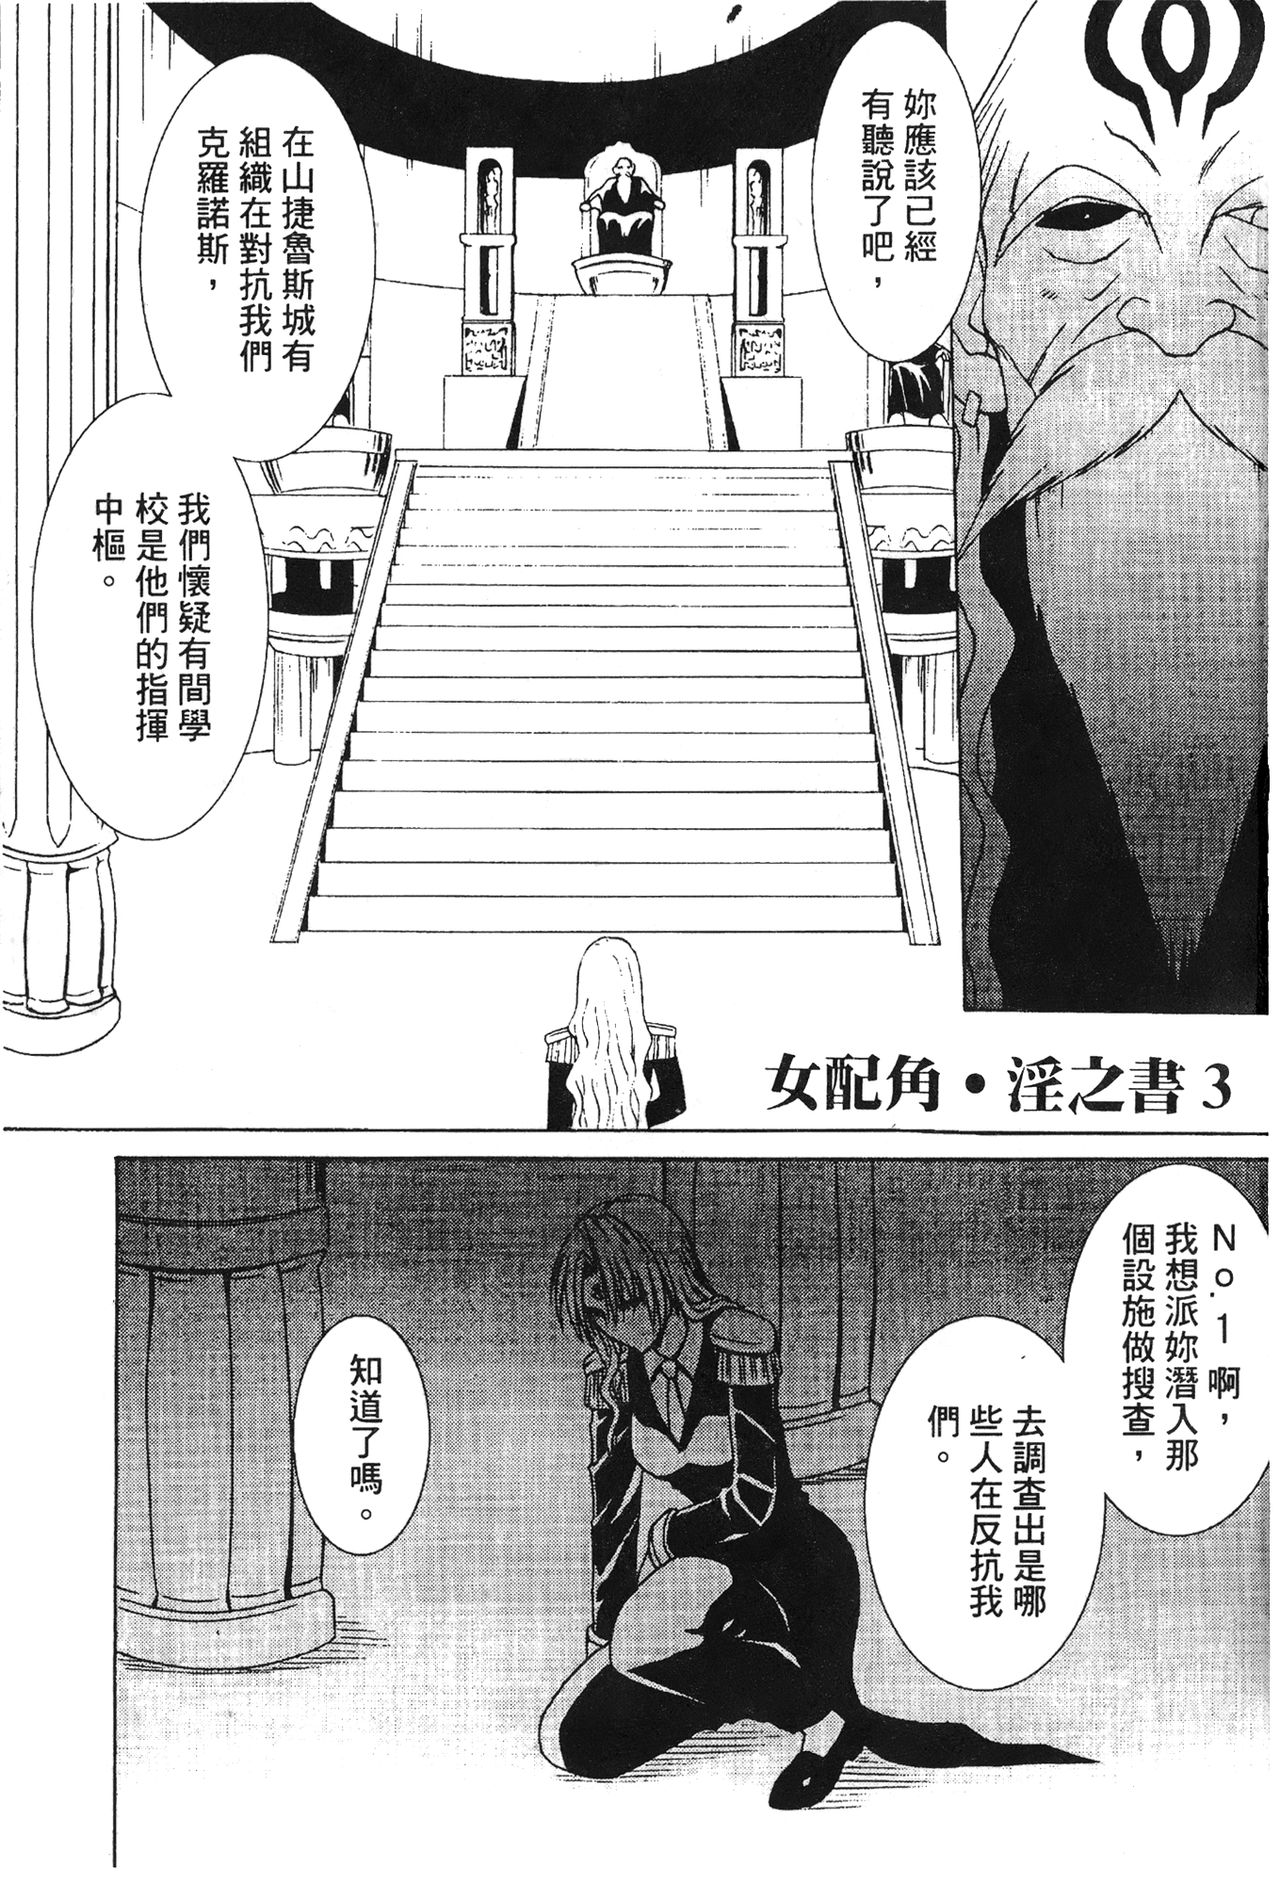 妳應該已經
有聽說了吧，
在山捷魯斯城有
組織在對抗我們
克羅諾斯，
我們懷疑有間學
校是他們的指揮
中樞。
女配角・淫之書3
No.1啊，
我想派妳潛入那
個設施做搜查，
去調查出是哪
些人在反抗我
們。
知道了嗎。